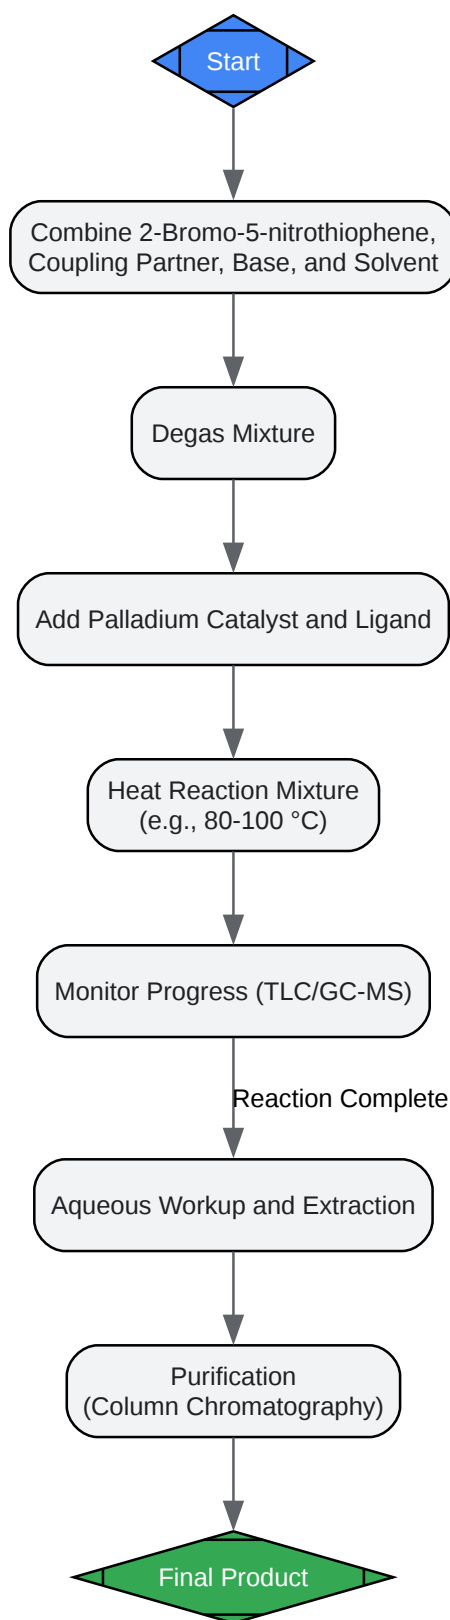 Start
Combine 2-Bromo-5-nitrothiophene,
Coupling Partner, Base, and Solvent
Degas Mixture
Add Palladium Catalyst and Ligand
Heat Reaction Mixture
(e.g., 80-100 °C)
Monitor Progress (TLC/GC-MS)
Reaction Complete
Aqueous Workup and Extraction
Purification
(Column Chromatography)
Final Product